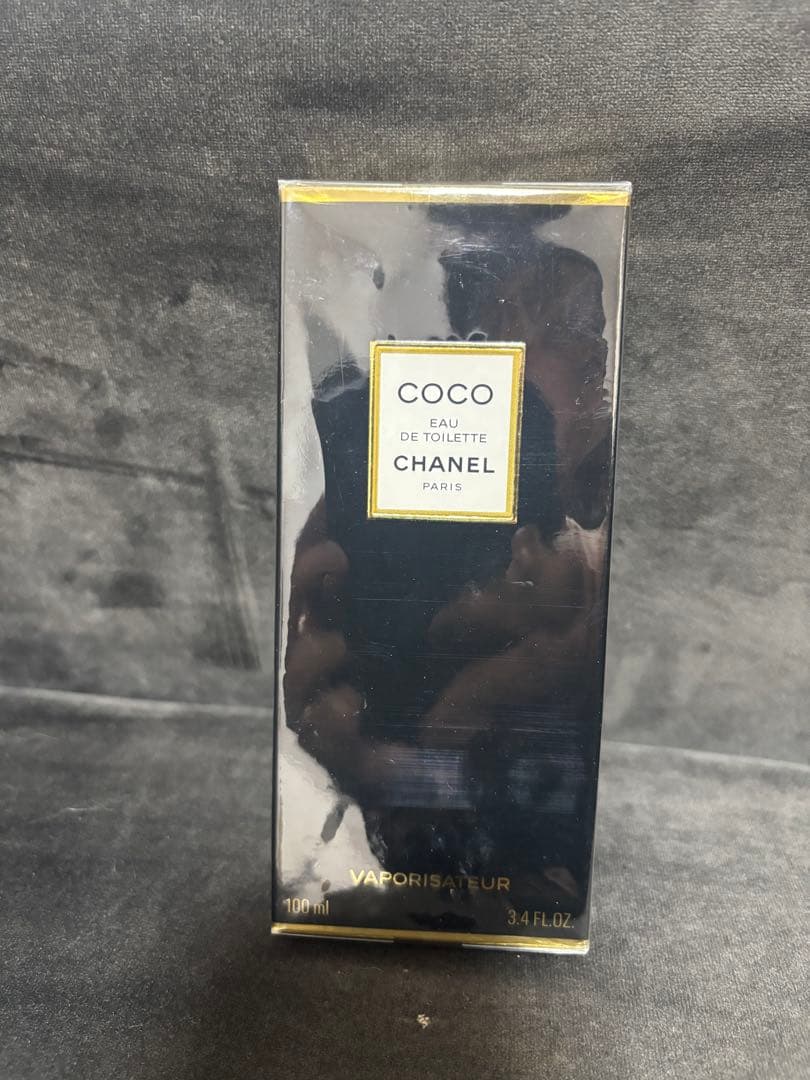 COCO
EAU
DE TOILETTE
CHANEL
PARIS
VAPORISATEUR
100 ml
3.4 FL.OZ.